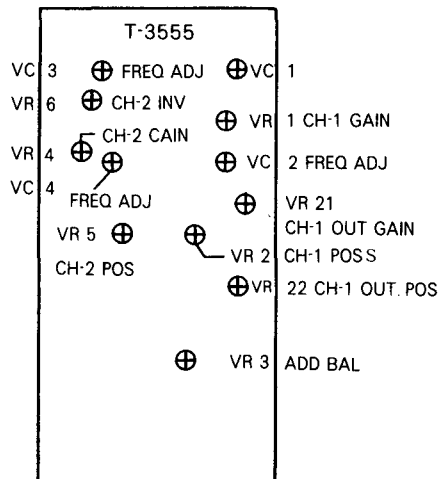 T-3555
VC 3 FREQ ADJ VC 1
VR 6 CH-2 INV
VR 1 CH-1 GAIN
CH-2 CAIN
VR 4
VC 2 FREQ ADJ
VC 4
FREQ ADJ
VR 21
CH-1 OUT GAIN
VR 5
CH-2 POS
VR 2 CH-1 POSS
VR 22 CH-1 OUT. POS
VR 3 ADD BAL